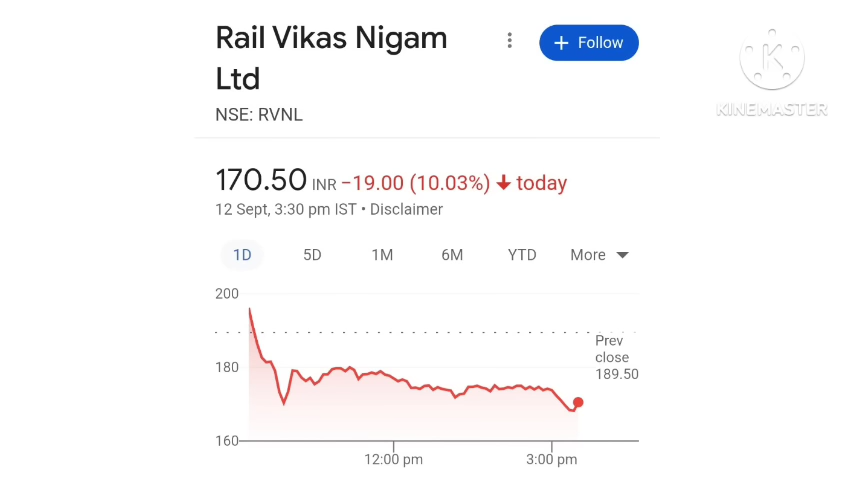 Rail Vikas Nigam
Ltd
+ Follow
NSE: RVNL
KINEMASTER
170.50 INR −19.00 (10.03%) ↓ today
12 Sept, 3:30 pm IST • Disclaimer
1D 5D 1M 6M YTD More
200
180
160
Prev
close
189.50
12:00 pm 3:00 pm